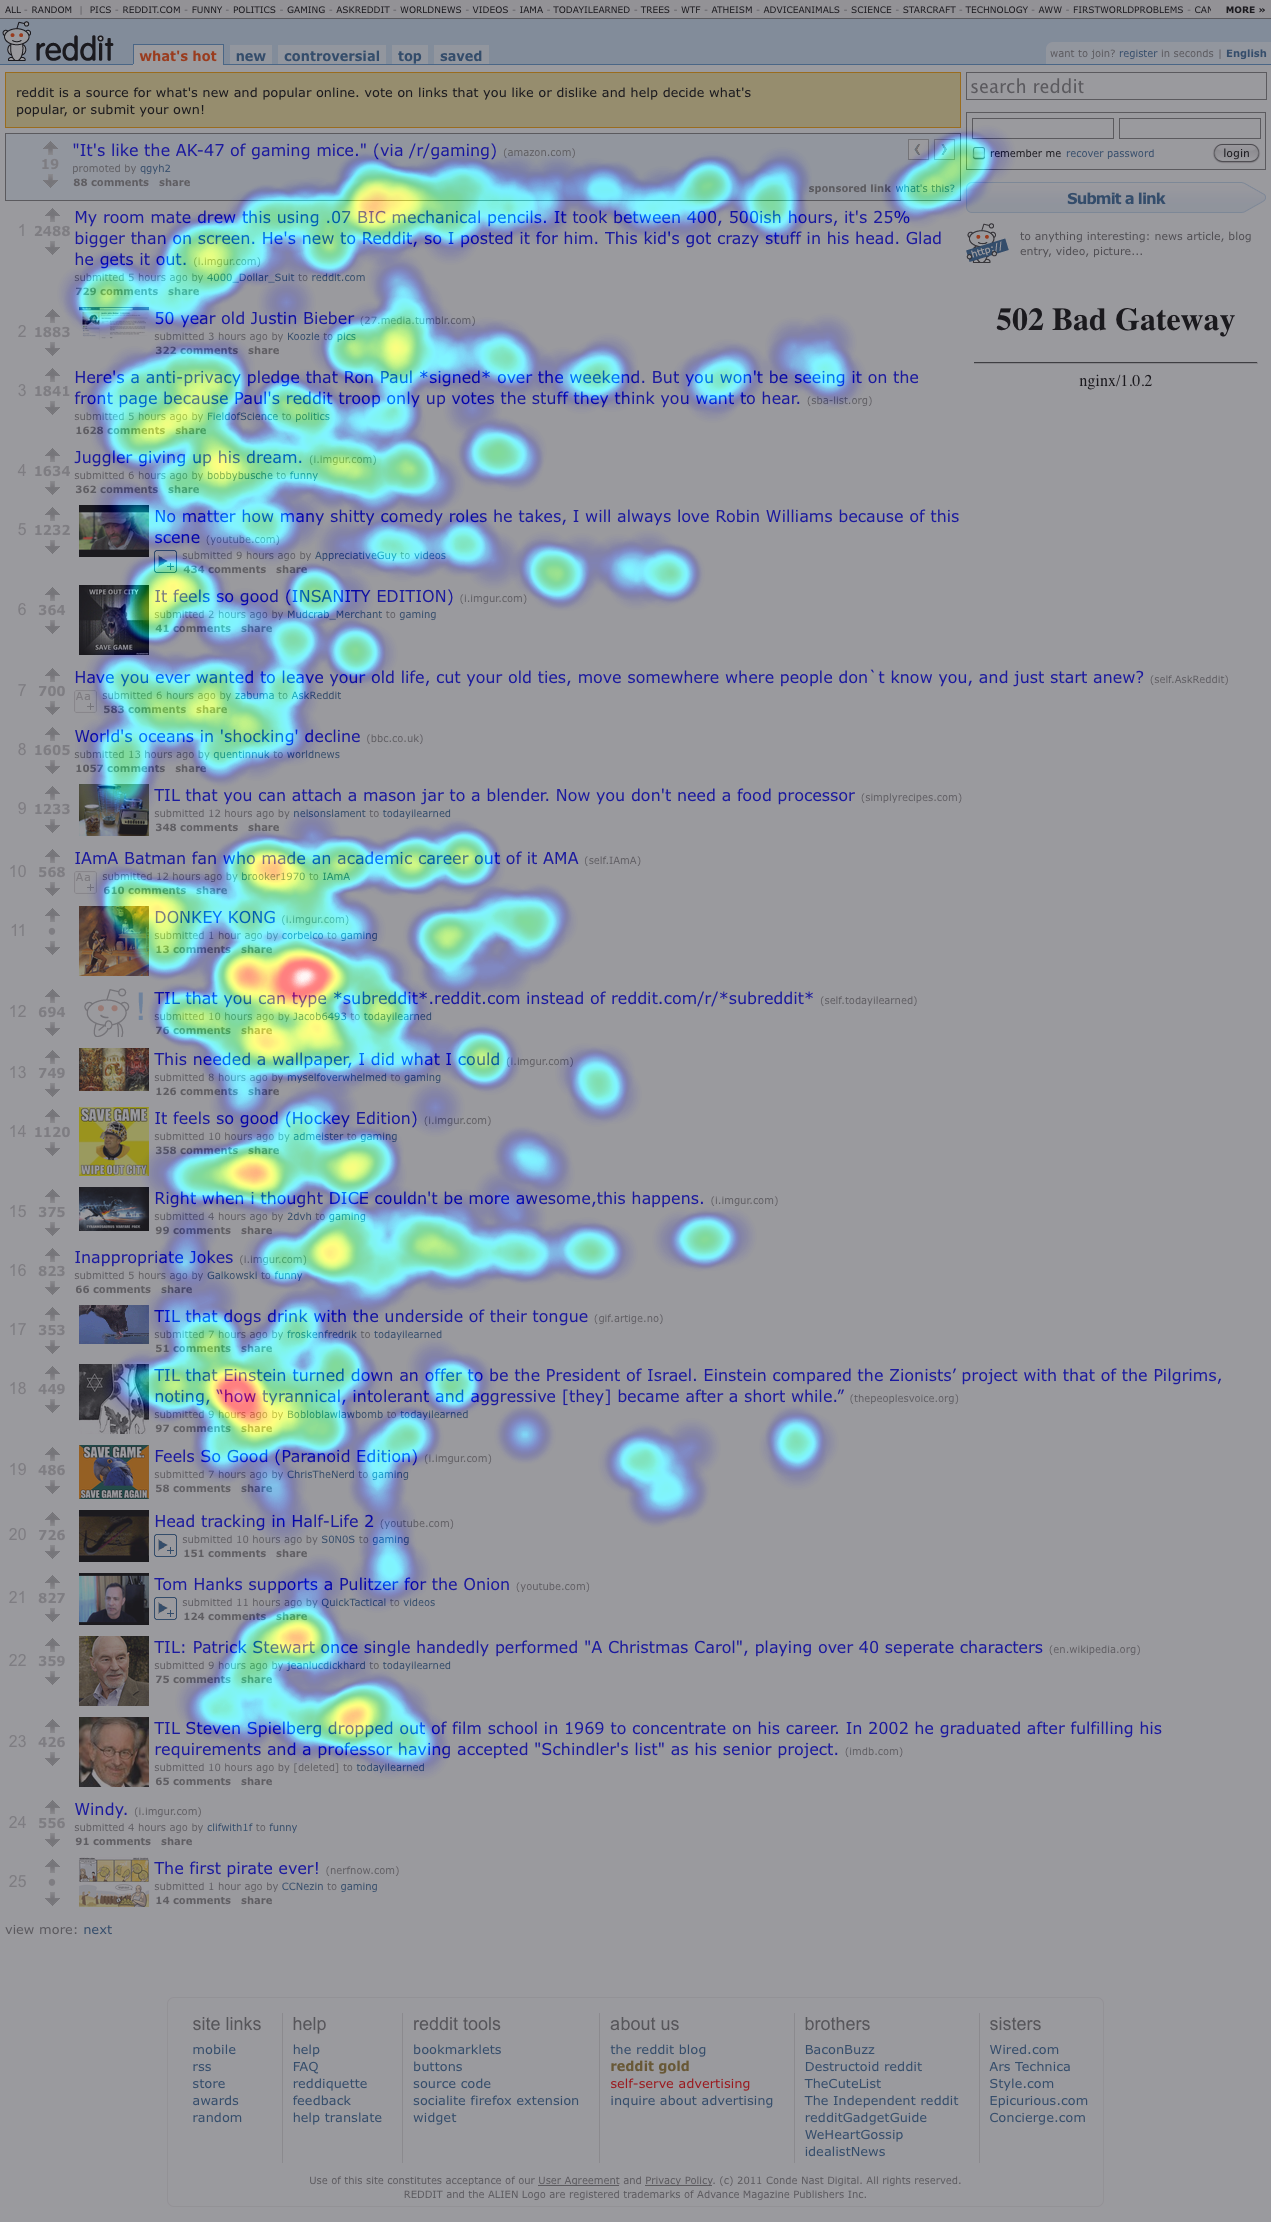 ALL - RANDOM | PICS - REDDIT.COM - FUNNY - POLITICS - GAMING - ASKREDDIT - WORLDNEWS - VIDEOS - IAMA - TODAYILEARNED - TREES - WTF - ATHEISM - ADVICEANIMALS - SCIENCE - STARCRAFT - TECHNOLOGY - AWW - FIRSTWORLDPROBLEMS - CAN MORE »
reddit what's hot new controversial top saved
want to join? register in seconds | English
reddit is a source for what's new and popular online. vote on links that you like or dislike and help decide what's
popular, or submit your own!
search reddit
remember me recover password login
Submit a link
to anything interesting: news article, blog
entry, video, picture...
http://
502 Bad Gateway
nginx/1.0.2
19
"It's like the AK-47 of gaming mice." (via /r/gaming) (amazon.com)
promoted by qgyh2
88 comments share
sponsored link what's this?
1 2488
My room mate drew this using .07 BIC mechanical pencils. It took between 400, 500ish hours, it's 25%
bigger than on screen. He's new to Reddit, so I posted it for him. This kid's got crazy stuff in his head. Glad
he gets it out. (i.imgur.com)
submitted 5 hours ago by 4000_Dollar_Suit to reddit.com
729 comments share
2 1883
50 year old Justin Bieber (27.media.tumblr.com)
submitted 3 hours ago by Koozie to pics
322 comments share
3 1841
Here's a anti-privacy pledge that Ron Paul *signed* over the weekend. But you won't be seeing it on the
front page because Paul's reddit troop only up votes the stuff they think you want to hear. (sba-list.org)
submitted 5 hours ago by FieldofScience to politics
1628 comments share
4 1634
Juggler giving up his dream. (i.imgur.com)
submitted 6 hours ago by bobbybusche to funny
362 comments share
5 1232
No matter how many shitty comedy roles he takes, I will always love Robin Williams because of this
scene (youtube.com)
submitted 9 hours ago by AppreciativeGuy to videos
434 comments share
6 364
WIPE OUT CITY
SAVE GAME
It feels so good (INSANITY EDITION) (i.imgur.com)
submitted 2 hours ago by Mudcrab_Merchant to gaming
41 comments share
7 700
Have you ever wanted to leave your old life, cut your old ties, move somewhere where people don`t know you, and just start anew? (self.AskReddit)
Aa+ submitted 6 hours ago by zabuma to AskReddit
583 comments share
8 1605
World's oceans in 'shocking' decline (bbc.co.uk)
submitted 13 hours ago by quentinnuk to worldnews
1057 comments share
9 1233
TIL that you can attach a mason jar to a blender. Now you don't need a food processor (simplyrecipes.com)
submitted 12 hours ago by nelsonslament to todayilearned
348 comments share
10 568
IAmA Batman fan who made an academic career out of it AMA (self.IAmA)
Aa+ submitted 12 hours ago by brooker1970 to IAmA
610 comments share
11 •
DONKEY KONG (i.imgur.com)
submitted 1 hour ago by corbelco to gaming
13 comments share
12 694
TIL that you can type *subreddit*.reddit.com instead of reddit.com/r/*subreddit* (self.todayilearned)
submitted 10 hours ago by Jacob6493 to todayilearned
76 comments share
13 749
This needed a wallpaper, I did what I could (i.imgur.com)
submitted 8 hours ago by myselfoverwhelmed to gaming
126 comments share
14 1120
SAVE GAME
WIPE OUT CITY
It feels so good (Hockey Edition) (i.imgur.com)
submitted 10 hours ago by admeister to gaming
358 comments share
15 375
Right when i thought DICE couldn't be more awesome,this happens. (i.imgur.com)
submitted 4 hours ago by 2dvh to gaming
99 comments share
16 823
Inappropriate Jokes (i.imgur.com)
submitted 5 hours ago by Galkowski to funny
66 comments share
17 353
TIL that dogs drink with the underside of their tongue (gif.artige.no)
submitted 7 hours ago by froskenfredrik to todayilearned
51 comments share
18 449
TIL that Einstein turned down an offer to be the President of Israel. Einstein compared the Zionists’ project with that of the Pilgrims,
noting, “how tyrannical, intolerant and aggressive [they] became after a short while.” (thepeoplesvoice.org)
submitted 9 hours ago by Bobloblawlawbomb to todayilearned
97 comments share
19 486
SAVE GAME.
SAVE GAME AGAIN
Feels So Good (Paranoid Edition) (i.imgur.com)
submitted 7 hours ago by ChrisTheNerd to gaming
58 comments share
20 726
Head tracking in Half-Life 2 (youtube.com)
submitted 10 hours ago by S0N0S to gaming
151 comments share
21 827
Tom Hanks supports a Pulitzer for the Onion (youtube.com)
submitted 11 hours ago by QuickTactical to videos
124 comments share
22 359
TIL: Patrick Stewart once single handedly performed "A Christmas Carol", playing over 40 seperate characters (en.wikipedia.org)
submitted 9 hours ago by jeanlucdickhard to todayilearned
75 comments share
23 426
TIL Steven Spielberg dropped out of film school in 1969 to concentrate on his career. In 2002 he graduated after fulfilling his
requirements and a professor having accepted "Schindler's list" as his senior project. (imdb.com)
submitted 10 hours ago by [deleted] to todayilearned
65 comments share
24 556
Windy. (i.imgur.com)
submitted 4 hours ago by clifwith1f to funny
91 comments share
25 •
The first pirate ever! (nerfnow.com)
submitted 1 hour ago by CCNezin to gaming
14 comments share
view more: next
site links
mobile
rss
store
awards
random
help
help
FAQ
reddiquette
feedback
help translate
reddit tools
bookmarklets
buttons
source code
socialite firefox extension
widget
about us
the reddit blog
reddit gold
self-serve advertising
inquire about advertising
brothers
BaconBuzz
Destructoid reddit
TheCuteList
The Independent reddit
redditGadgetGuide
WeHeartGossip
idealistNews
sisters
Wired.com
Ars Technica
Style.com
Epicurious.com
Concierge.com
Use of this site constitutes acceptance of our User Agreement and Privacy Policy. (c) 2011 Conde Nast Digital. All rights reserved.
REDDIT and the ALIEN Logo are registered trademarks of Advance Magazine Publishers Inc.